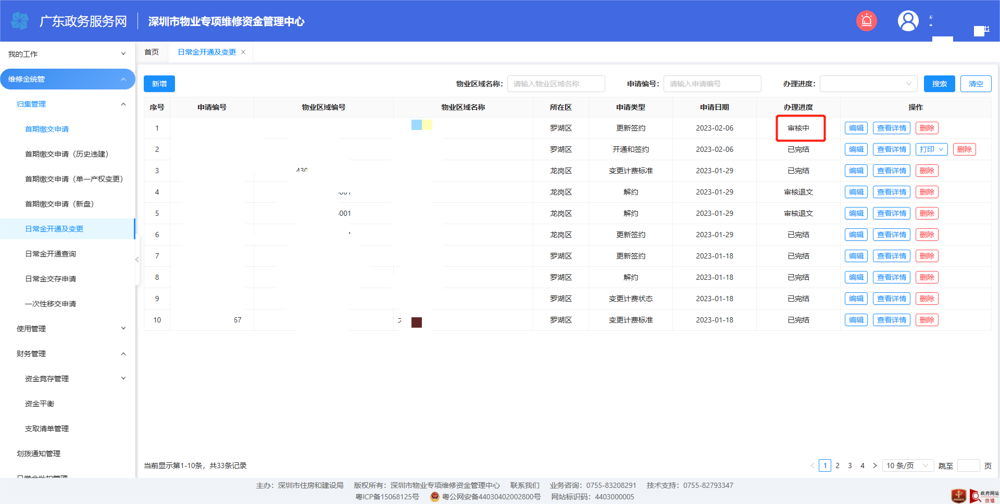 广东政务服务网
深圳市物业专项维修资金管理中心
我的工作
维修金统管
归集管理
首期缴交申请
首期缴交申请（历史违建）
首期缴交申请（单一产权变更）
首期缴交申请（新盘）
日常金开通及变更
日常金开通查询
日常金交存申请
一次性移交申请
使用管理
财务管理
资金竞存管理
资金平衡
支取清单管理
划拨通知管理
首页 日常金开通及变更
新增 物业区域名称： 请输入物业区域名称 申请编号： 请输入申请编号 办理进度： 搜索 清空
序号 申请编号 物业区域编号 物业区域名称 所在区 申请类型 申请日期 办理进度 操作
1 罗湖区 更新签约 2023-02-06 审核中 编辑 查看详情 删除
2 罗湖区 开通和签约 2023-02-06 已完结 编辑 查看详情 打印 删除
3 430 龙岗区 变更计费标准 2023-01-29 已完结 编辑 查看详情 删除
4 龙岗区 解约 2023-01-29 审核退文 编辑 查看详情 删除
5 001 龙岗区 解约 2023-01-29 审核退文 编辑 查看详情 删除
6 龙岗区 更新签约 2023-01-29 已完结 编辑 查看详情 删除
7 罗湖区 更新签约 2023-01-18 已完结 编辑 查看详情 删除
8 罗湖区 解约 2023-01-18 已完结 编辑 查看详情 删除
9 罗湖区 变更计费状态 2023-01-18 已完结 编辑 查看详情 删除
10 67 罗湖区 变更计费标准 2023-01-18 已完结 编辑 查看详情 删除
当前显示第1-10条，共33条记录 1 2 3 4 10 条/页 跳至 页
主办：深圳市住房和建设局 版权所有：深圳市物业专项维修资金管理中心 联系我们 业务咨询：0755-83208291 技术支持：0755-82793347
粤ICP备15068125号 粤公网安备44030402002800号 网站标识码：4403000005
政府网站
找错